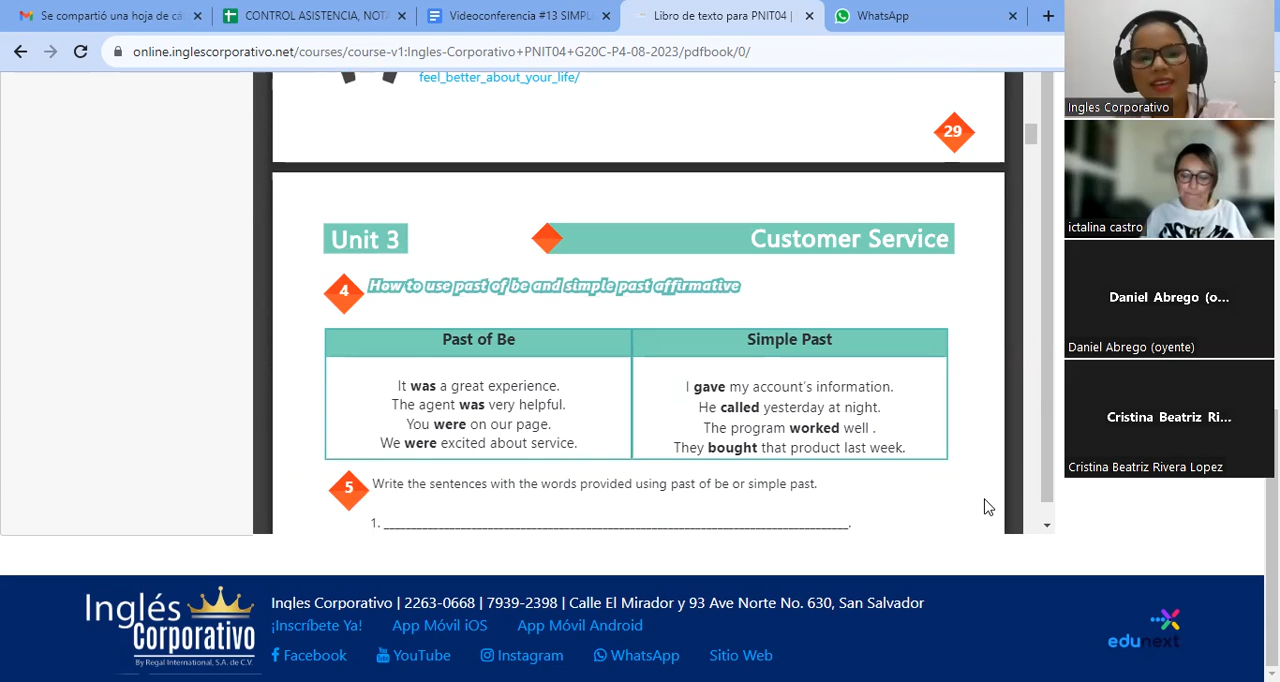 Se compartió una hoja de cá
CONTROL ASISTENCIA, NOTA
Videoconferencia #13 SIMPL
Libro de texto para PNIT04 |
WhatsApp
online.inglescorporativo.net/courses/course-v1:Ingles-Corporativo+PNIT04+G20C-P4-08-2023/pdfbook/0/
feel_better_about_your_life/
29
Unit 3
Customer Service
4 How to use past of be and simple past affirmative
Past of Be
It was a great experience.
The agent was very helpful.
You were on our page.
We were excited about service.
Simple Past
I gave my account's information.
He called yesterday at night.
The program worked well .
They bought that product last week.
5 Write the sentences with the words provided using past of be or simple past.
1. ______________________________________________.
Inglés Corporativo
By Regal International, S.A. de C.V.
Ingles Corporativo | 2263-0668 | 7939-2398 | Calle El Mirador y 93 Ave Norte No. 630, San Salvador
¡Inscríbete Ya! App Móvil iOS App Móvil Android
Facebook YouTube Instagram WhatsApp Sitio Web
edunext
Ingles Corporativo
ictalina castro
Daniel Abrego (o...
Daniel Abrego (oyente)
Cristina Beatriz Ri...
Cristina Beatriz Rivera Lopez